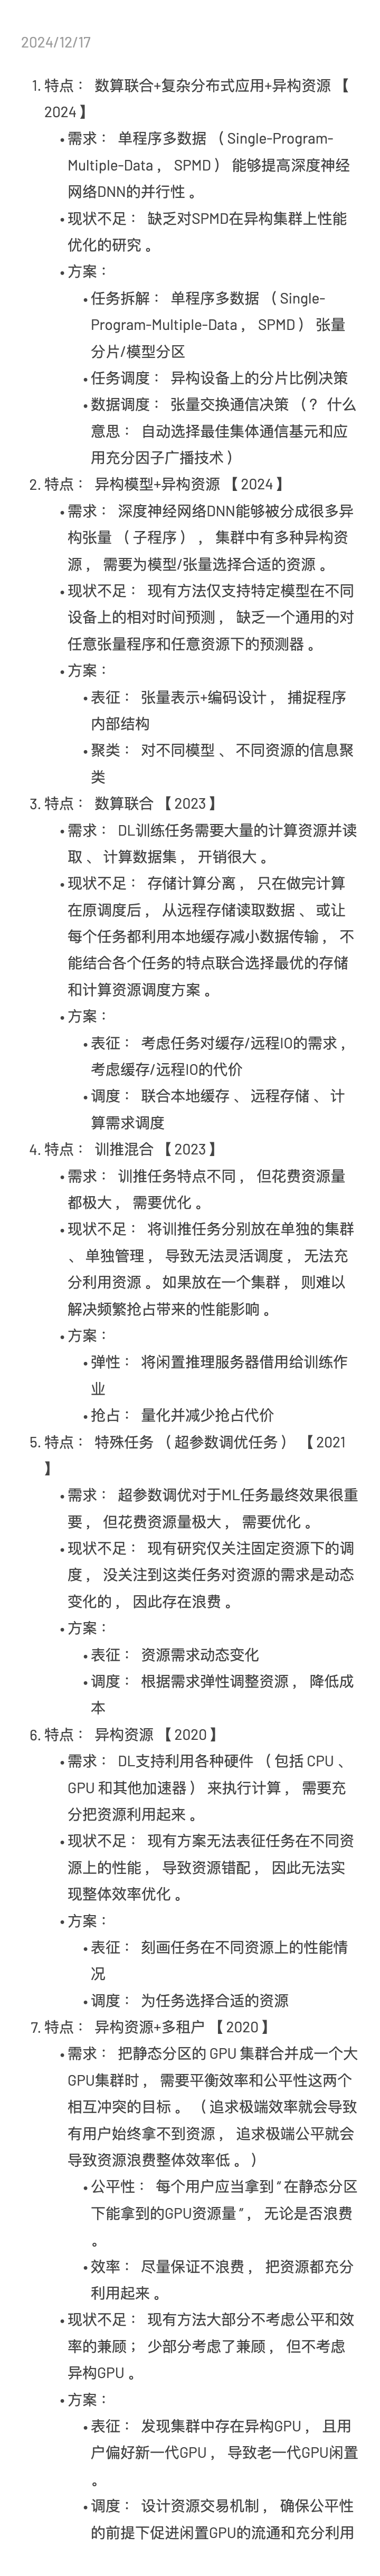 2024/12/17
1. 特点： 数算联合+复杂分布式应用+异构资源 【
2024】
• 需求： 单程序多数据 （Single-Program-
Multiple-Data， SPMD） 能够提高深度神经
网络DNN的并行性 。
• 现状不足： 缺乏对SPMD在异构集群上性能
优化的研究 。
• 方案：
• 任务拆解： 单程序多数据 （Single-
Program-Multiple-Data， SPMD） 张量
分片/模型分区
• 任务调度： 异构设备上的分片比例决策
• 数据调度： 张量交换通信决策 （？ 什么
意思： 自动选择最佳集体通信基元和应
用充分因子广播技术）
2. 特点： 异构模型+异构资源 【2024】
• 需求： 深度神经网络DNN能够被分成很多异
构张量 （子程序） ， 集群中有多种异构资
源， 需要为模型/张量选择合适的资源 。
• 现状不足： 现有方法仅支持特定模型在不同
设备上的相对时间预测， 缺乏一个通用的对
任意张量程序和任意资源下的预测器 。
• 方案：
• 表征： 张量表示+编码设计， 捕捉程序
内部结构
• 聚类： 对不同模型 、 不同资源的信息聚
类
3. 特点： 数算联合 【2023】
• 需求： DL训练任务需要大量的计算资源并读
取 、 计算数据集， 开销很大 。
• 现状不足： 存储计算分离， 只在做完计算
在原调度后， 从远程存储读取数据 、 或让
每个任务都利用本地缓存减小数据传输， 不
能结合各个任务的特点联合选择最优的存储
和计算资源调度方案 。
• 方案：
• 表征： 考虑任务对缓存/远程IO的需求，
考虑缓存/远程IO的代价
• 调度： 联合本地缓存 、 远程存储 、 计
算需求调度
4. 特点： 训推混合 【2023】
• 需求： 训推任务特点不同， 但花费资源量
都极大， 需要优化 。
• 现状不足： 将训推任务分别放在单独的集群
、 单独管理， 导致无法灵活调度， 无法充
分利用资源 。 如果放在一个集群， 则难以
解决频繁抢占带来的性能影响 。
• 方案：
• 弹性： 将闲置推理服务器借用给训练作
业
• 抢占： 量化并减少抢占代价
5. 特点： 特殊任务 （超参数调优任务） 【2021
】
• 需求： 超参数调优对于ML任务最终效果很重
要， 但花费资源量极大， 需要优化 。
• 现状不足： 现有研究仅关注固定资源下的调
度， 没关注到这类任务对资源的需求是动态
变化的， 因此存在浪费 。
• 方案：
• 表征： 资源需求动态变化
• 调度： 根据需求弹性调整资源， 降低成
本
6. 特点： 异构资源 【2020】
• 需求： DL支持利用各种硬件 （包括 CPU 、
GPU 和其他加速器） 来执行计算， 需要充
分把资源利用起来 。
• 现状不足： 现有方案无法表征任务在不同资
源上的性能， 导致资源错配， 因此无法实
现整体效率优化 。
• 方案：
• 表征： 刻画任务在不同资源上的性能情
况
• 调度： 为任务选择合适的资源
7. 特点： 异构资源+多租户 【2020】
• 需求： 把静态分区的 GPU 集群合并成一个大
GPU集群时， 需要平衡效率和公平性这两个
相互冲突的目标 。 （追求极端效率就会导致
有用户始终拿不到资源， 追求极端公平就会
导致资源浪费整体效率低 。）
• 公平性： 每个用户应当拿到 “在静态分区
下能拿到的GPU资源量”， 无论是否浪费
。
• 效率： 尽量保证不浪费， 把资源都充分
利用起来 。
• 现状不足： 现有方法大部分不考虑公平和效
率的兼顾； 少部分考虑了兼顾， 但不考虑
异构GPU 。
• 方案：
• 表征： 发现集群中存在异构GPU， 且用
户偏好新一代GPU， 导致老一代GPU闲置
。
• 调度： 设计资源交易机制， 确保公平性
的前提下促进闲置GPU的流通和充分利用